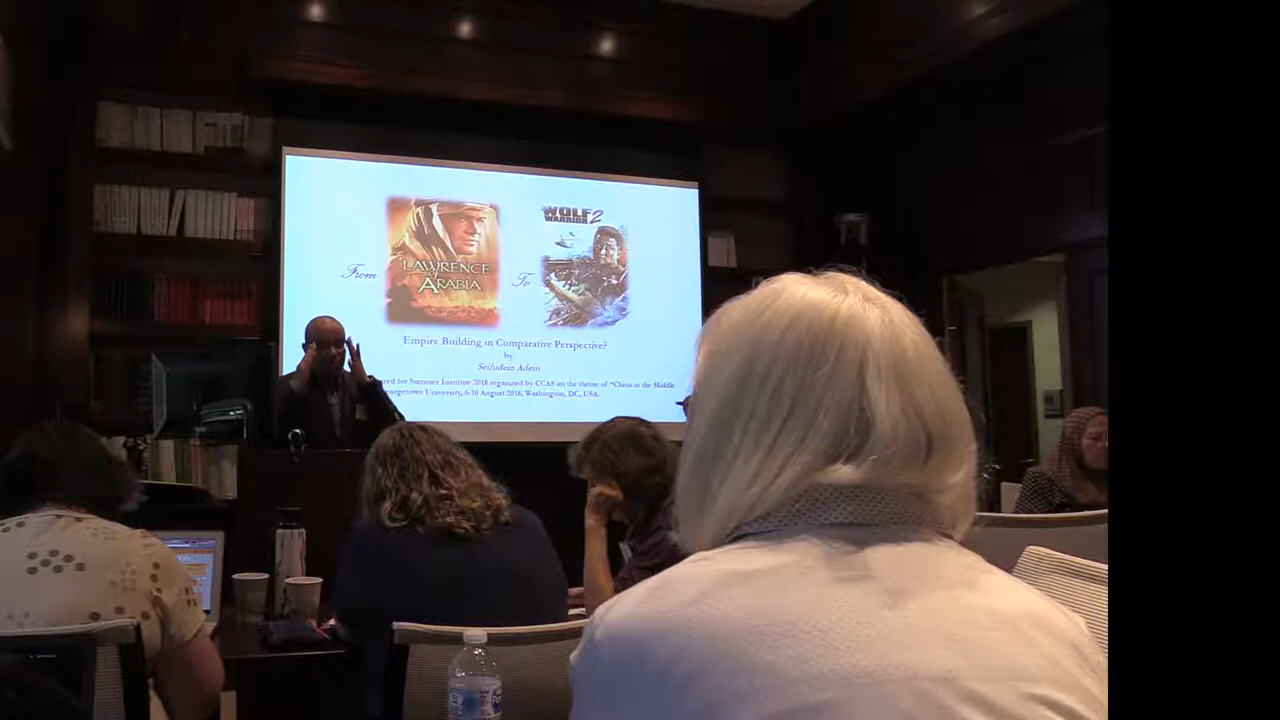 WOLF
WARRIOR 2
From
LAWRENCE
OF
ARABIA
To
Empire Building in Comparative Perspective?
by
Seifudein Adem
ared for Summer Institute 2018 organized by CCAS on the theme of "China in the Middle
orgetown University, 6-10 August 2018, Washington, DC, USA.